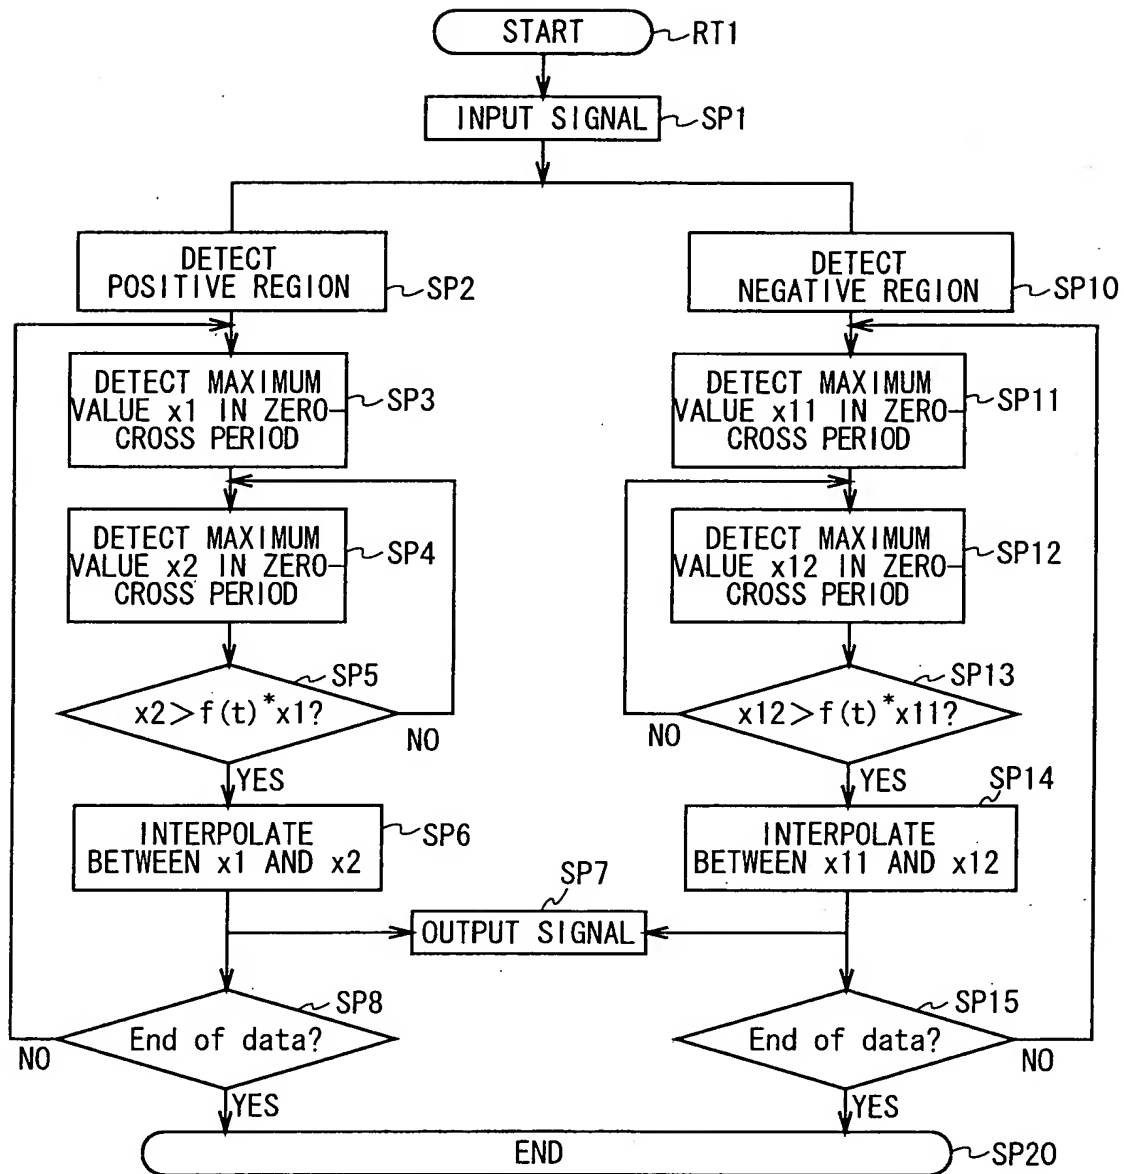 START
RT1
INPUT SIGNAL
SP1
DETECT
POSITIVE REGION
SP2
DETECT
NEGATIVE REGION
SP10
DETECT MAXIMUM
VALUE x1 IN ZERO-
CROSS PERIOD
SP3
DETECT MAXIMUM
VALUE x11 IN ZERO-
CROSS PERIOD
SP11
DETECT MAXIMUM
VALUE x2 IN ZERO-
CROSS PERIOD
SP4
DETECT MAXIMUM
VALUE x12 IN ZERO-
CROSS PERIOD
SP12
SP5
x2>f(t)*x1?
NO
YES
SP13
x12>f(t)*x11?
NO
YES
INTERPOLATE
BETWEEN x1 AND x2
SP6
SP14
INTERPOLATE
BETWEEN x11 AND x12
SP7
OUTPUT SIGNAL
SP8
End of data?
NO
YES
SP15
End of data?
NO
YES
END
SP20